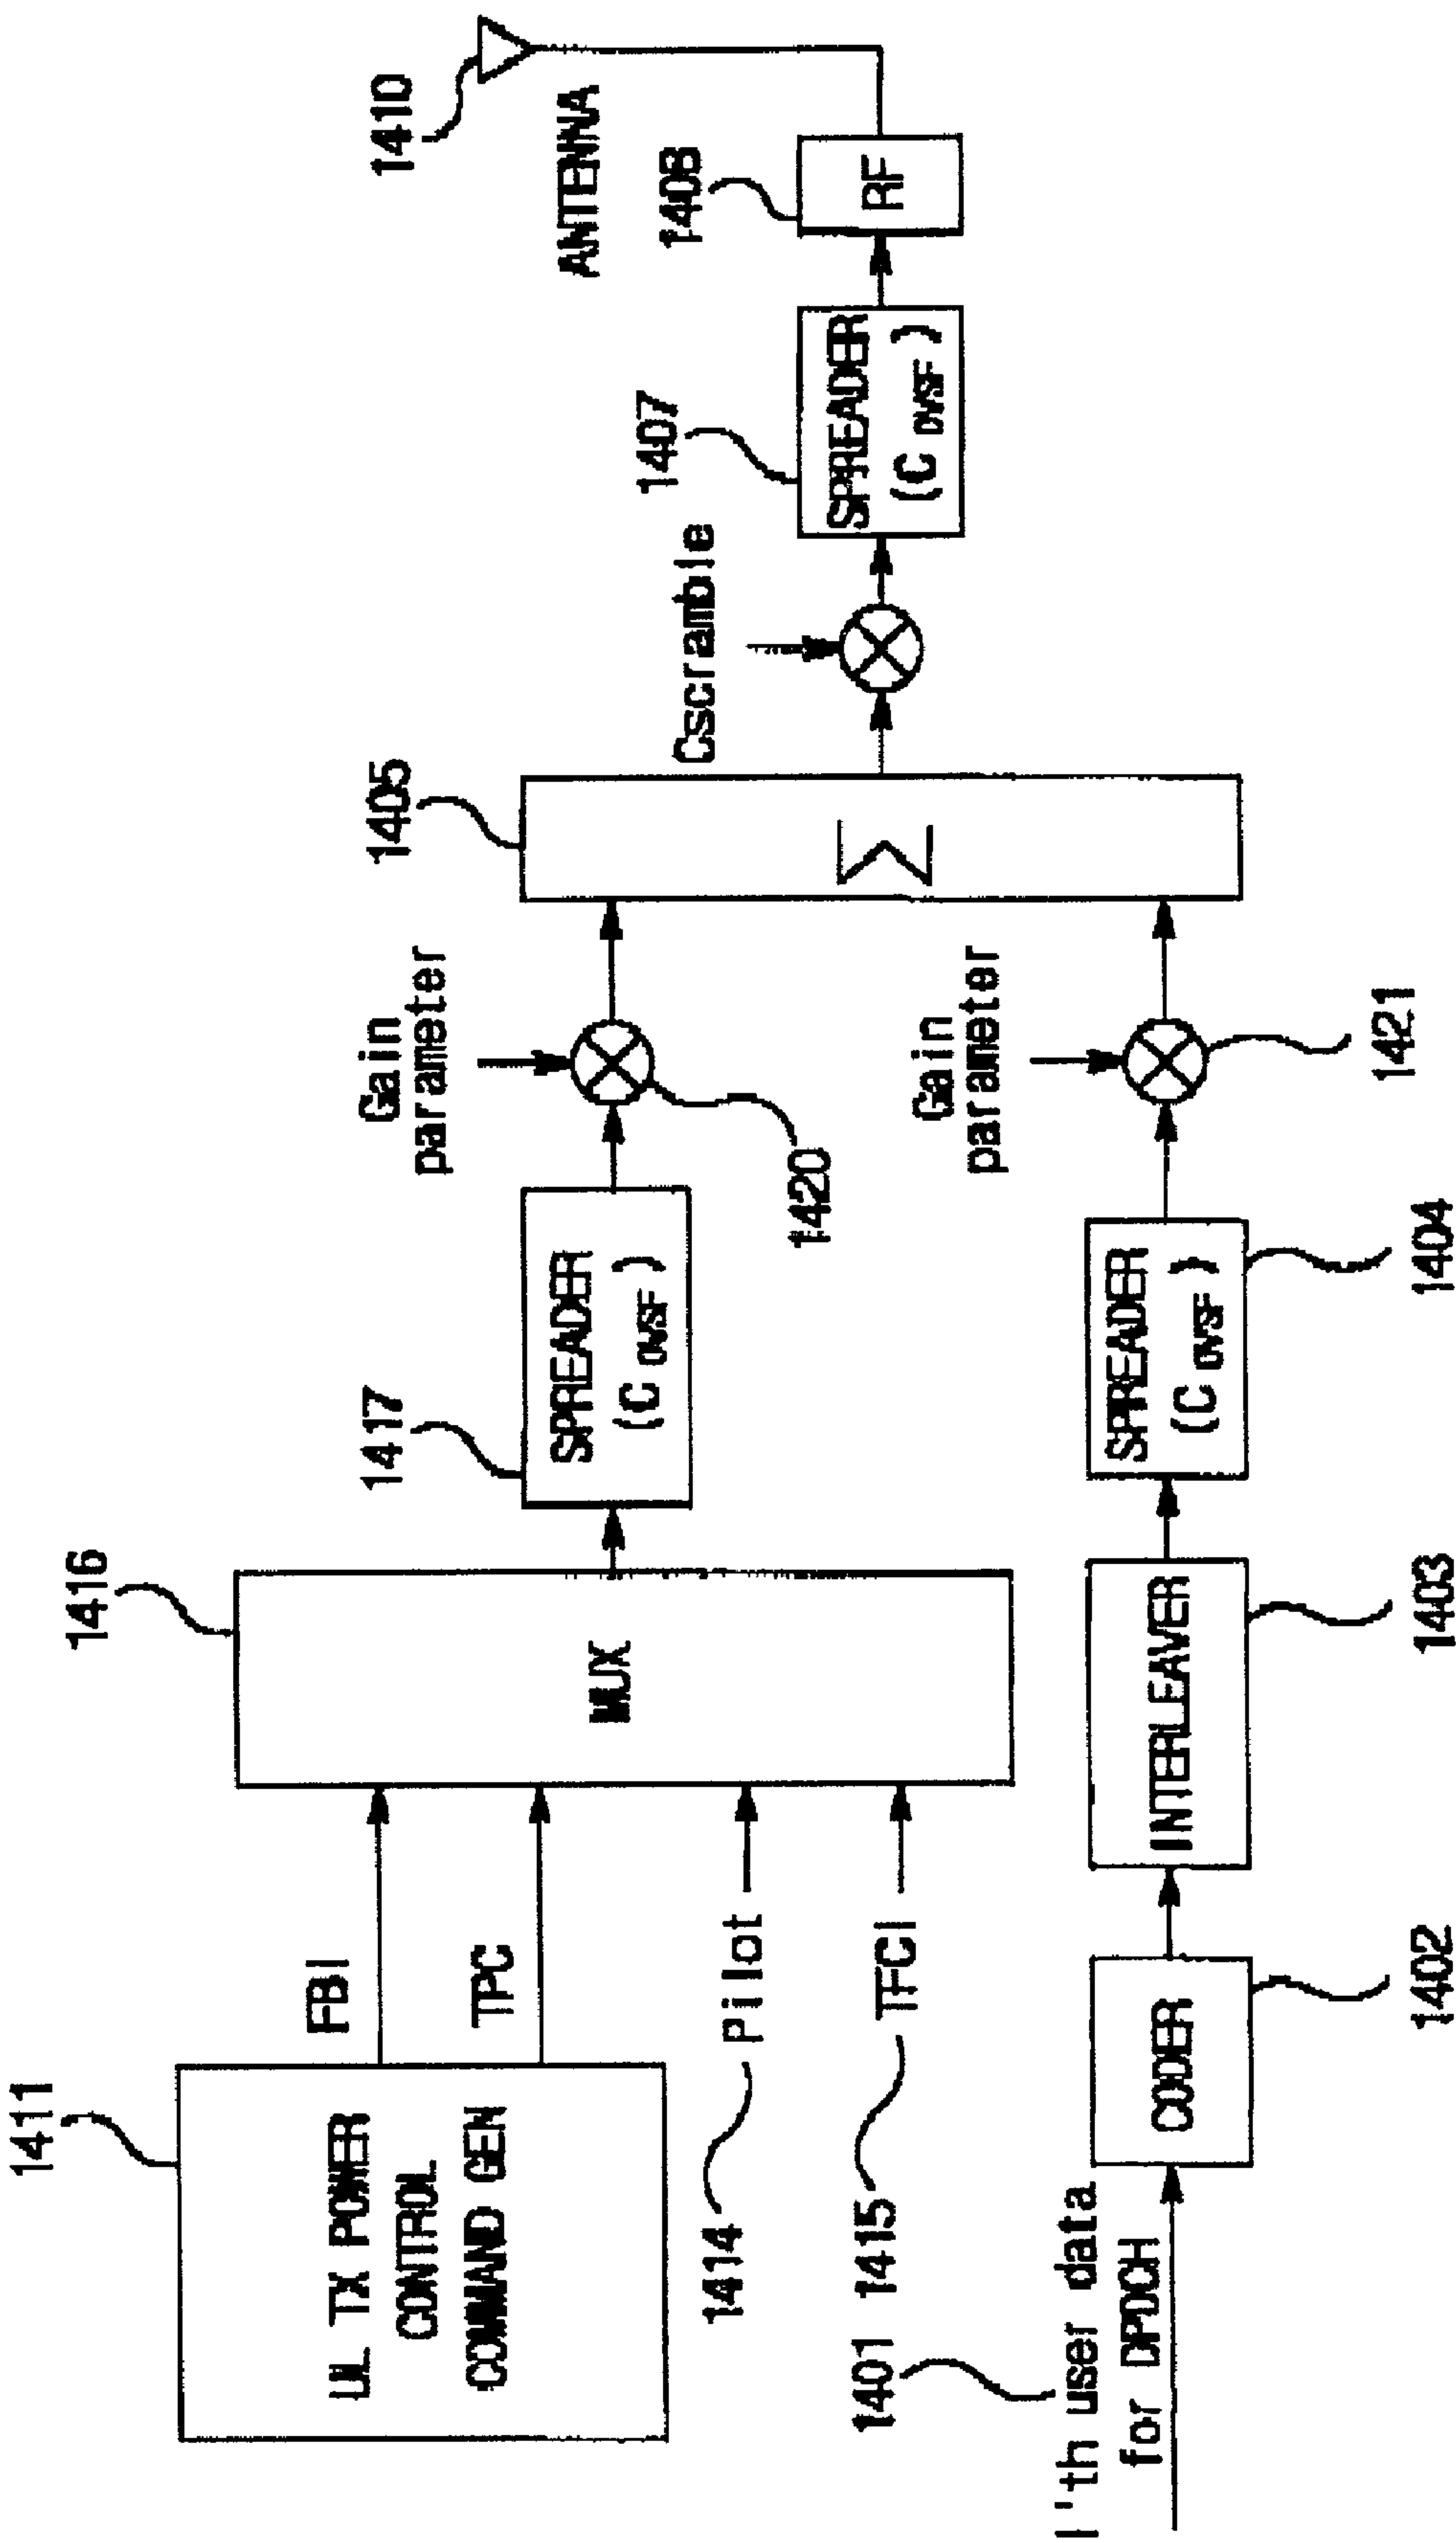 1411
UL TX POWER
CONTROL
COMMAND GEN
FBI
TPC
1414
Pilot
1415
TFCI
1416
MUX
1417
SPREADER
(C OVSF )
Gain
parameter
1420
1405
Σ
Cscramble
1407
SPREADER
(C OVSF )
1408
RF
ANTENNA
1410
1401
I'th user data
for DPDCH
CODER
1402
INTERLEAVER
1403
SPREADER
(C OVSF )
1404
Gain
parameter
1421